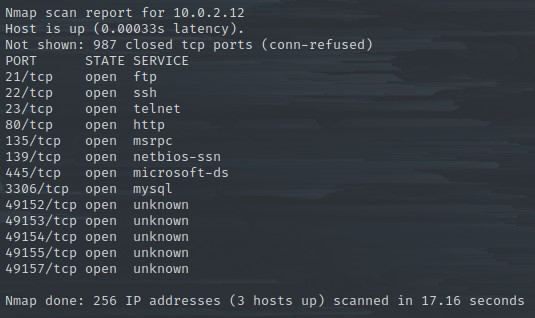 Nmap scan report for 10.0.2.12
Host is up (0.00033s latency).
Not shown: 987 closed tcp ports (conn-refused)
PORT      STATE SERVICE
21/tcp    open  ftp
22/tcp    open  ssh
23/tcp    open  telnet
80/tcp    open  http
135/tcp   open  msrpc
139/tcp   open  netbios-ssn
445/tcp   open  microsoft-ds
3306/tcp  open  mysql
49152/tcp open  unknown
49153/tcp open  unknown
49154/tcp open  unknown
49155/tcp open  unknown
49157/tcp open  unknown
Nmap done: 256 IP addresses (3 hosts up) scanned in 17.16 seconds